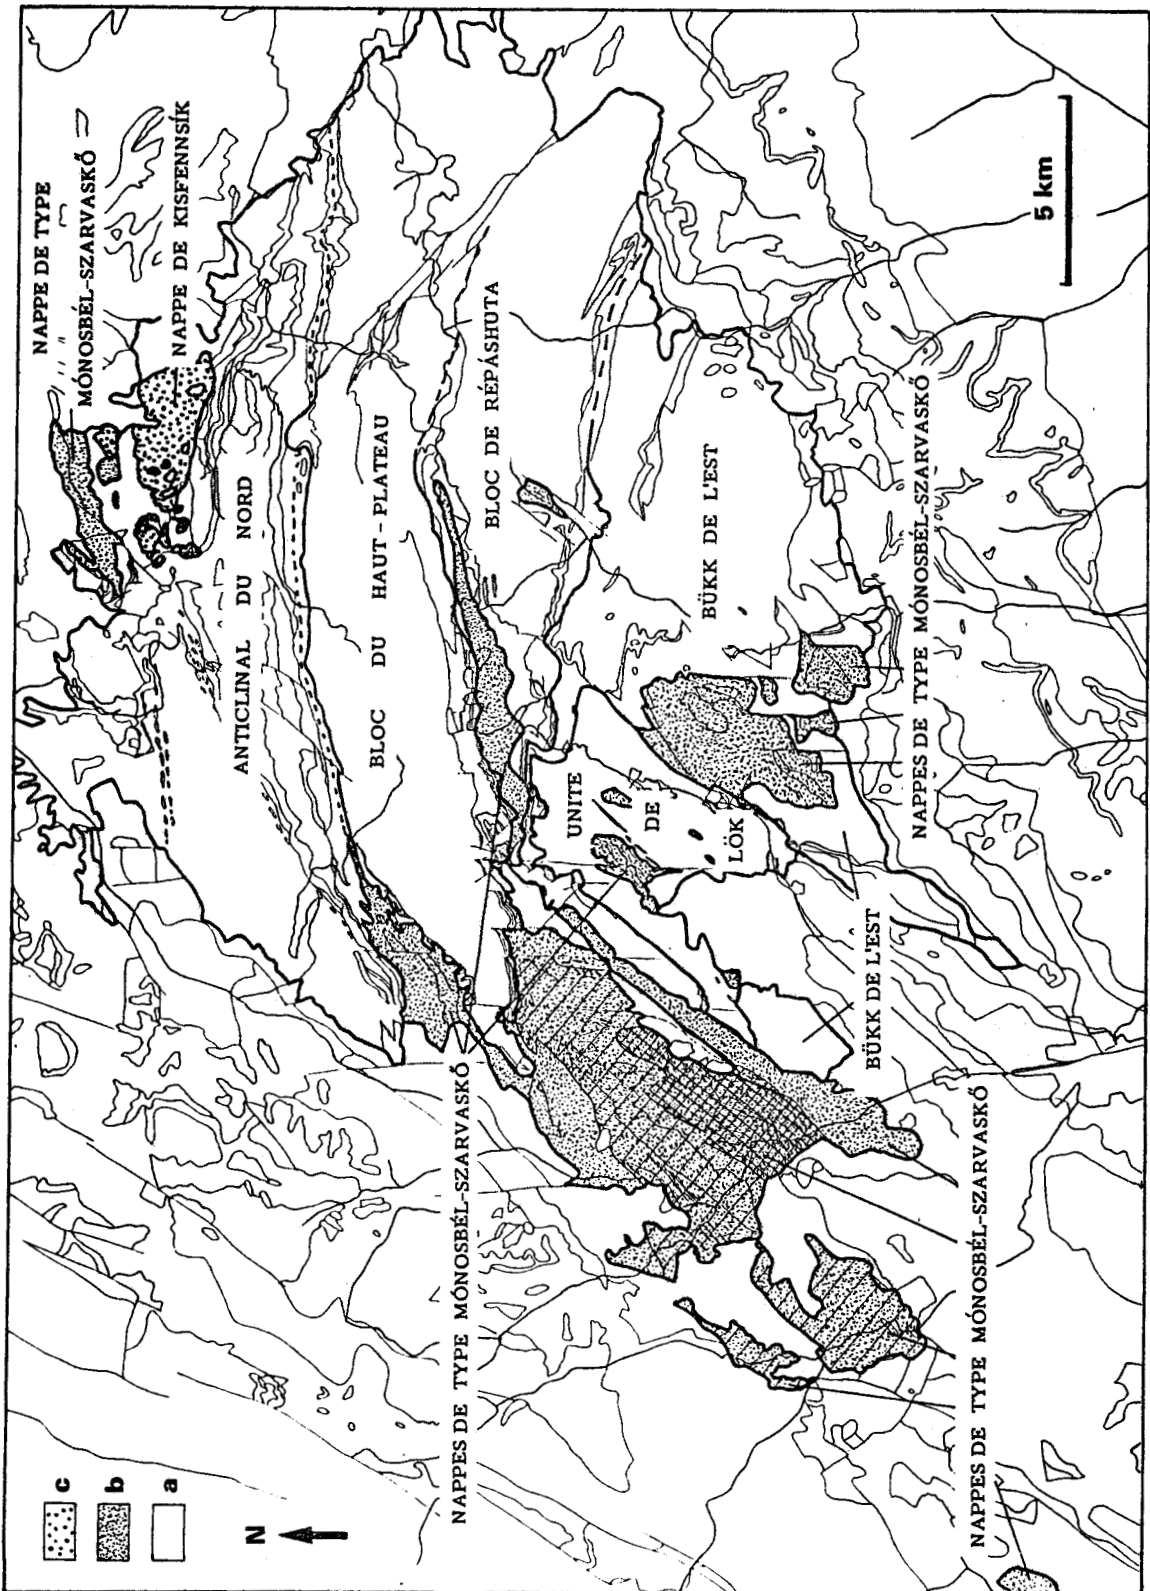 NAPPE DE TYPE
MÓNOSBÉL-SZARVASKŐ
NAPPE DE KISFENNSÍK
ANTICLINAL DU NORD
BLOC DU HAUT-PLATEAU
BLOC DE RÉPÁSHUTA
BÜKK DE L'EST
UNITE
DE
LÖK
NAPPES DE TYPE MÓNOSBÉL-SZARVASKŐ
BÜKK DE L'EST
NAPPES DE TYPE MÓNOSBÉL-SZARVASKŐ
NAPPES DE TYPE MÓNOSBÉL-SZARVASKŐ
5 km
c
b
a
N